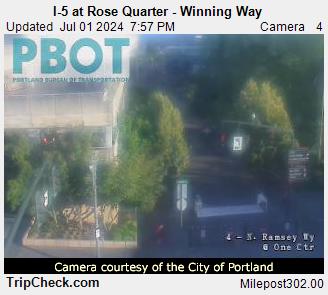 I-5 at Rose Quarter - Winning Way
Updated Jul 01 2024 7:57 PM Camera 4
PBOT
PORTLAND BUREAU OF TRANSPORTATION
4 - N. Ramsey Wy
@ One Ctr
Camera courtesy of the City of Portland
TripCheck.com Milepost302.00